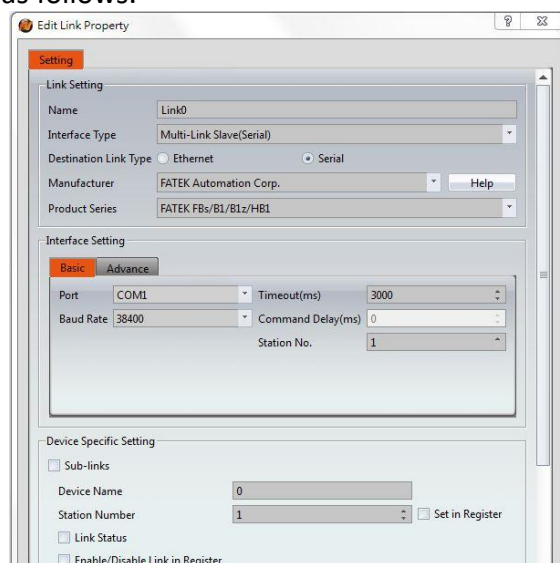 as follows:
Edit Link Property
Setting
Link Setting
Name Link0
Interface Type Multi-Link Slave(Serial)
Destination Link Type Ethernet Serial
Manufacturer FATEK Automation Corp. Help
Product Series FATEK FBs/B1/B1z/HB1
Interface Setting
Basic Advance
Port COM1 Timeout(ms) 3000
Baud Rate 38400 Command Delay(ms) 0
Station No. 1
Device Specific Setting
Sub-links
Device Name 0
Station Number 1 Set in Register
Link Status
Enable/Disable Link in Register